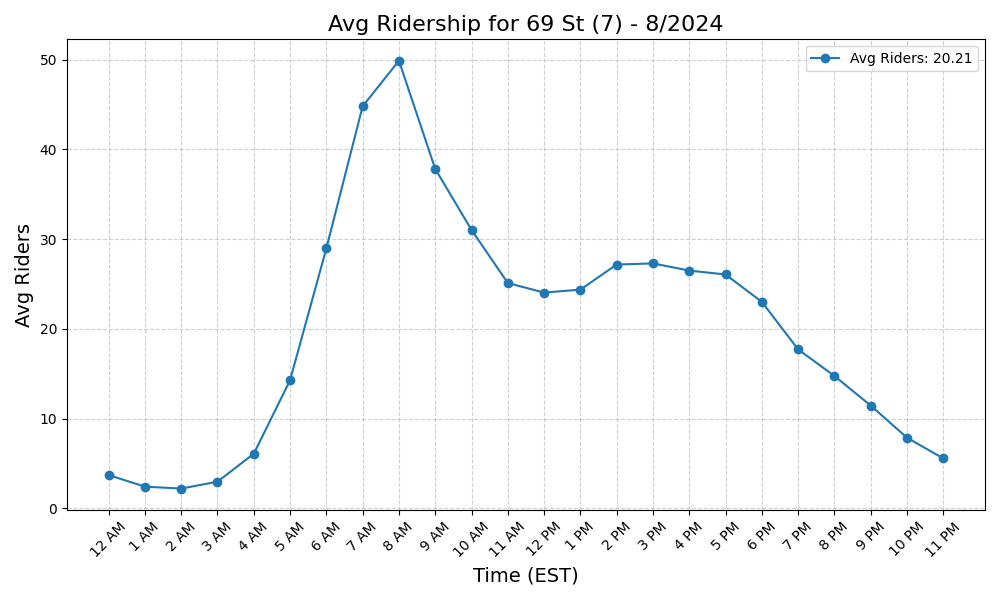 Avg Ridership for 69 St (7) - 8/2024
Avg Riders: 20.21
Avg Riders
50
40
30
20
10
0
12 AM
1 AM
2 AM
3 AM
4 AM
5 AM
6 AM
7 AM
8 AM
9 AM
10 AM
11 AM
12 PM
1 PM
2 PM
3 PM
4 PM
5 PM
6 PM
7 PM
8 PM
9 PM
10 PM
11 PM
Time (EST)